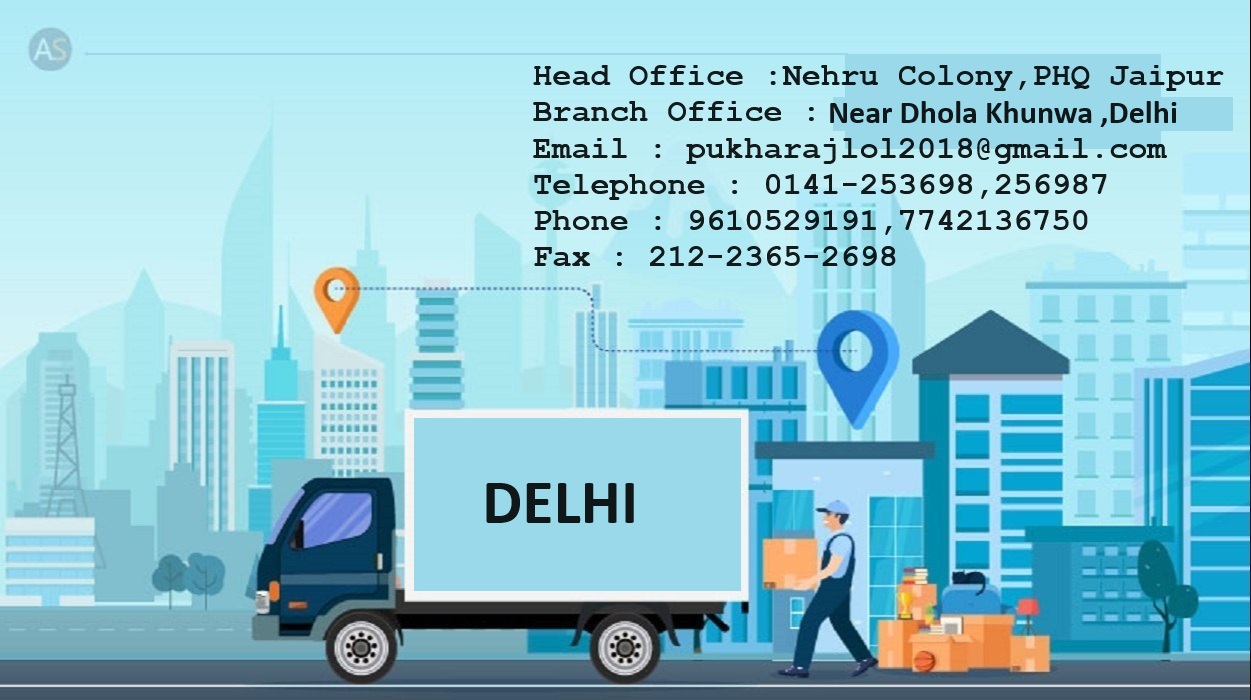 AS
Head Office :Nehru Colony,PHQ Jaipur
Branch Office : Near Dhola Khunwa ,Delhi
Email : pukharajlol2018@gmail.com
Telephone : 0141-253698,256987
Phone : 9610529191,7742136750
Fax : 212-2365-2698
DELHI